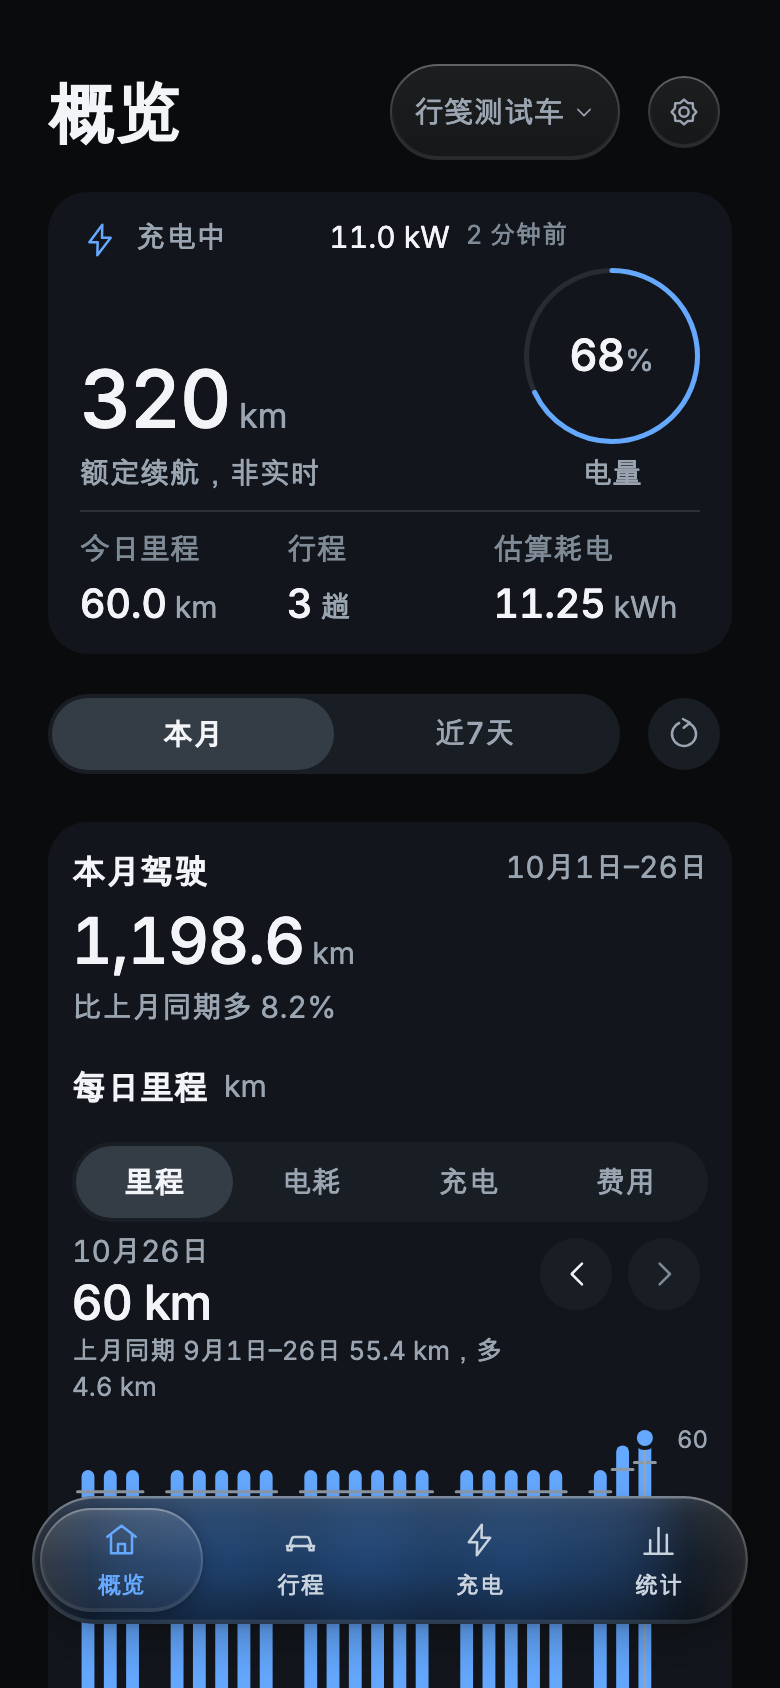 概览
行笺测试车
充电中 11.0 kW 2 分钟前
68%
320 km
额定续航，非实时 电量
今日里程 行程 估算耗电
60.0 km 3 趟 11.25 kWh
本月 近7天
本月驾驶 10月1日–26日
1,198.6 km
比上月同期多 8.2%
每日里程 km
里程 电耗 充电 费用
10月26日
60 km
上月同期 9月1日–26日 55.4 km，多
4.6 km
60
概览 行程 充电 统计